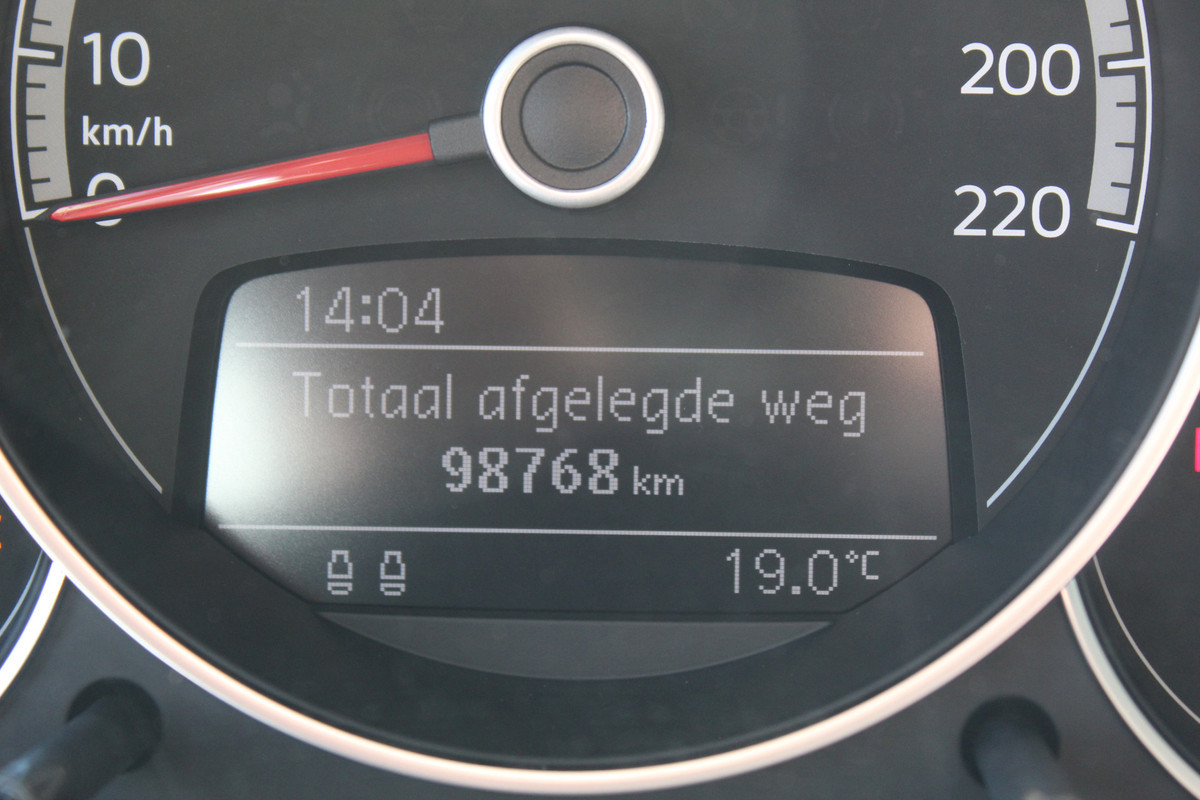 10
km/h
0
200
220
14:04
Totaal afgelegde weg
98768 km
19.0°C